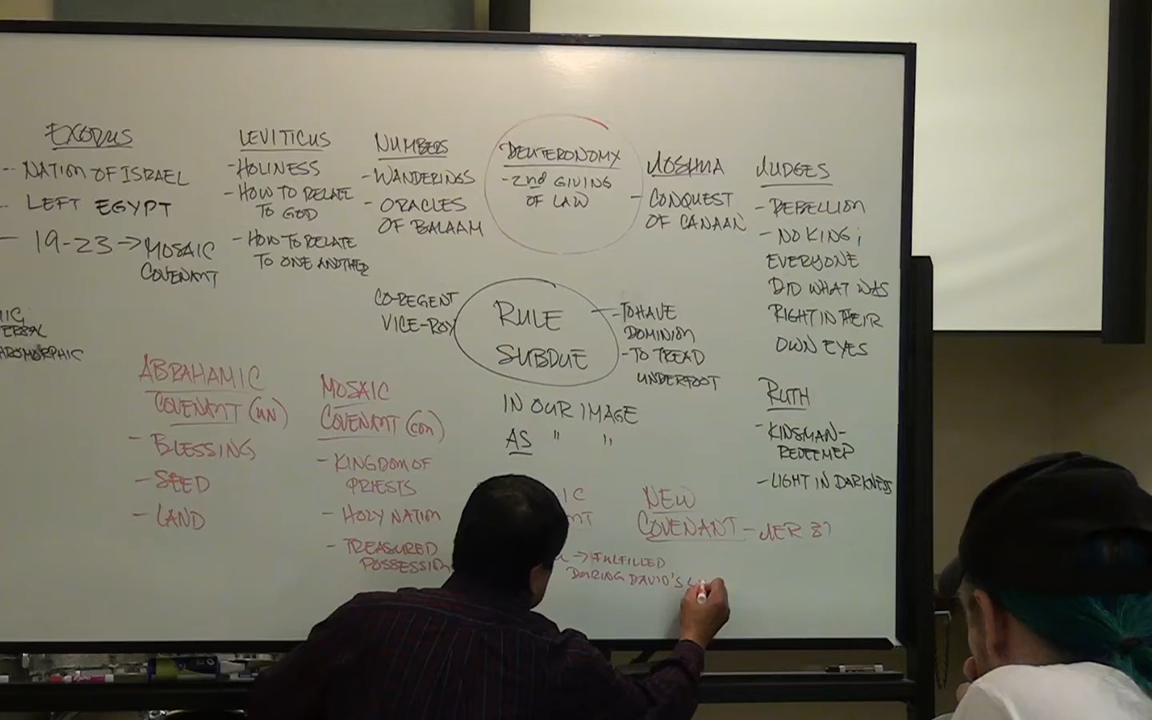 EXODUS
-- NATION OF ISRAEL
-- LEFT EGYPT
- 19-23 -> MOSAIC
COVENANT
LEVITICUS
-HOLINESS
-HOW TO RELATE
TO GOD
-HOW TO RELATE
TO ONE ANOTHER
NUMBERS
-WANDERINGS
-ORACLES
OF BALAAM
DEUTERONOMY
-2nd GIVING
OF LAW
JOSHUA
- CONQUEST
OF CANAAN
JUDGES
-REBELLION
-NO KING;
EVERYONE
DID WHAT WAS
RIGHT IN THEIR
OWN EYES
CO-REGENT
VICE-ROY
RULE
SUBDUE
-TO HAVE
DOMINION
-TO TREAD
UNDERFOOT
IN OUR IMAGE
AS " "
RUTH
-KINSMAN-
REDEEMER
-LIGHT IN DARKNESS
ABRAHAMIC
COVENANT (UN)
- BLESSING
- SEED
- LAND
MOSAIC
COVENANT (CON)
-KINGDOM OF
PRIESTS
-HOLY NATION
-TREASURED
POSSESSION
-> FULFILLED
DURING DAVID'S
NEW
COVENANT - JER 31